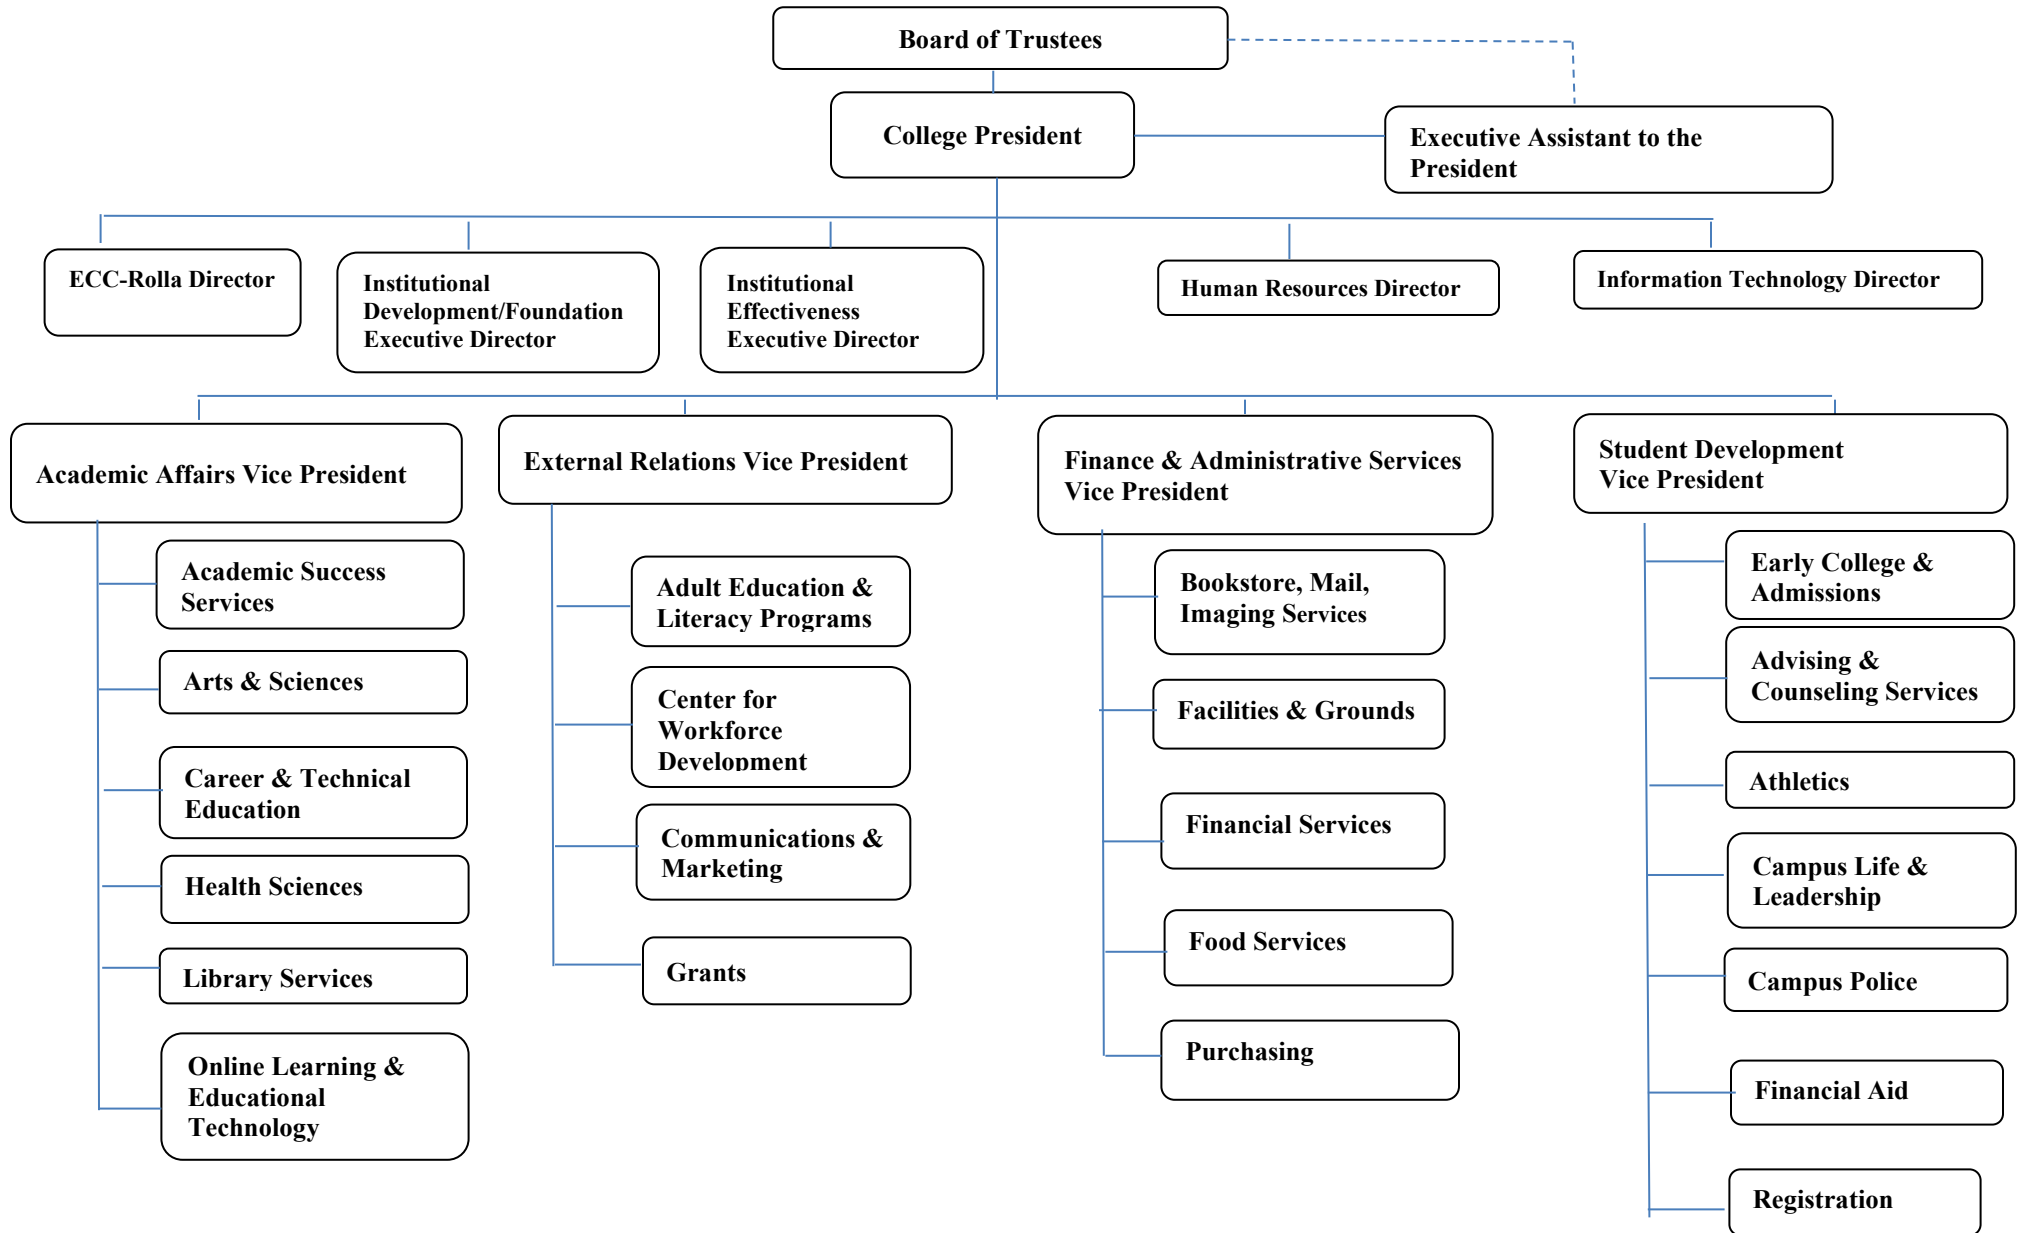 Board of Trustees
College President
Executive Assistant to the
President
ECC-Rolla Director
Institutional
Development/Foundation
Executive Director
Institutional
Effectiveness
Executive Director
Human Resources Director
Information Technology Director
Academic Affairs Vice President
External Relations Vice President
Finance & Administrative Services
Vice President
Student Development
Vice President
Academic Success
Services
Arts & Sciences
Career & Technical
Education
Health Sciences
Library Services
Online Learning &
Educational
Technology
Adult Education &
Literacy Programs
Center for
Workforce
Development
Communications &
Marketing
Grants
Bookstore, Mail,
Imaging Services
Facilities & Grounds
Financial Services
Food Services
Purchasing
Early College &
Admissions
Advising &
Counseling Services
Athletics
Campus Life &
Leadership
Campus Police
Financial Aid
Registration